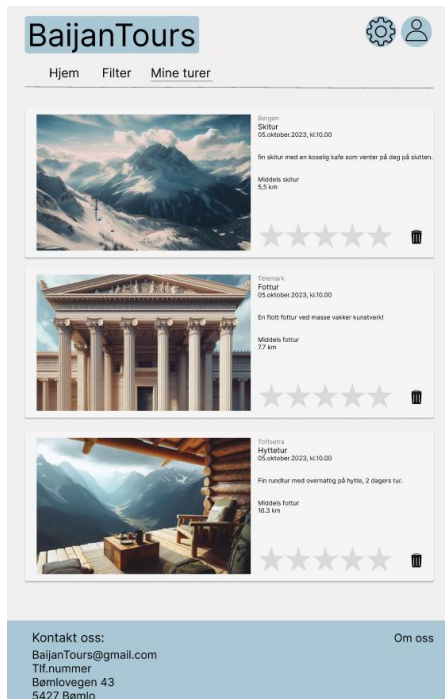 BaijanTours
Hjem Filter Mine turer
Bergen
Skitur
05.oktober.2023, kl.10.00
fin skitur med en koselig kafe som venter på deg på slutten.
Middels skitur
5,5 km
Telemark
Fottur
05.oktober.2023, kl.10.00
En flott fottur ved masse vakker kunstverk!
Middels fottur
7.7 km
Toftsetra
Hyttetur
05.oktober.2023, kl.10.00
Fin rundtur med overnattig på hytte, 2 dagers tur.
Middels fottur
16.3 km
Kontakt oss: Om oss
BaijanTours@gmail.com
Tlf.nummer
Bømlovegen 43
5427 Bømlo